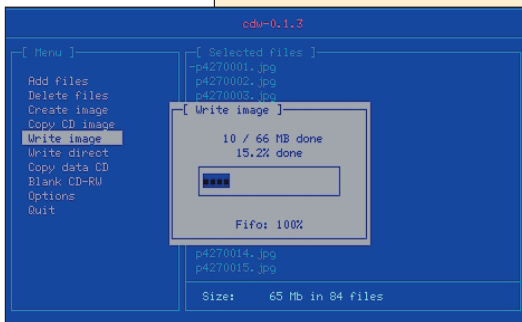 cdw-0.1.3
[ Menu ]
Add files
Delete files
Create image
Copy CD image
Write image
Write direct
Copy data CD
Blank CD-RW
Options
Quit
[ Selected files ]
p4270001.jpg
p4270002.jpg
p4270003.jpg
[ Write image ]
10 / 66 MB done
15.2% done
Fifo: 100%
p4270014.jpg
p4270015.jpg
Size: 65 Mb in 84 files